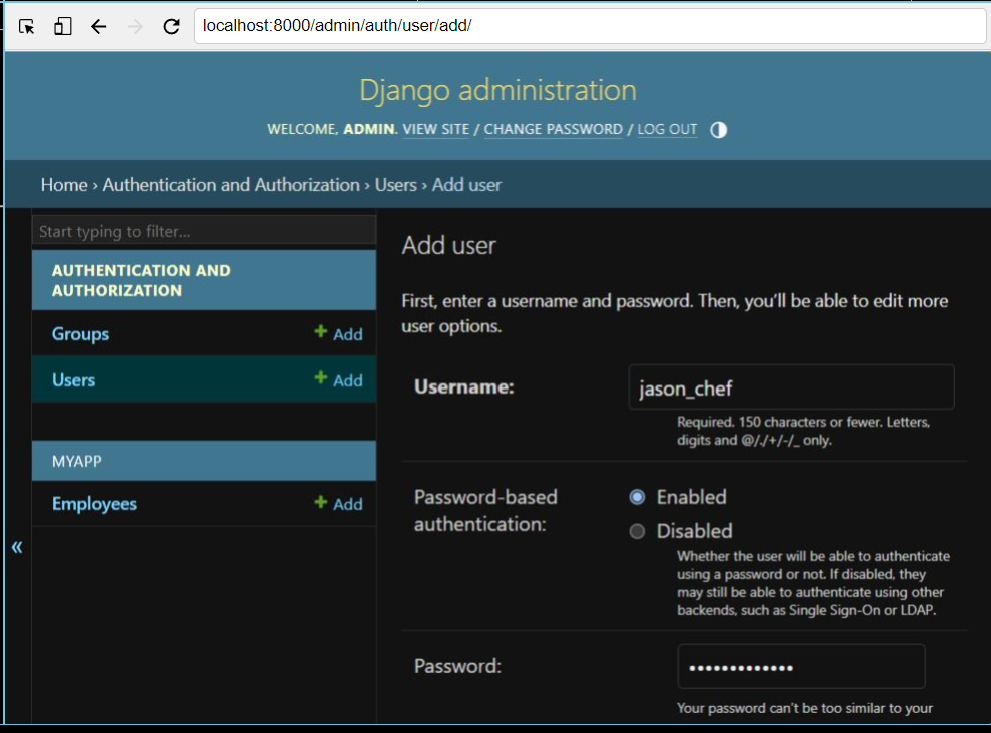 localhost:8000/admin/auth/user/add/
Django administration
WELCOME, ADMIN. VIEW SITE / CHANGE PASSWORD / LOG OUT
Home › Authentication and Authorization › Users › Add user
Start typing to filter...
AUTHENTICATION AND
AUTHORIZATION
Groups + Add
Users + Add
MYAPP
Employees + Add
«
Add user
First, enter a username and password. Then, you’ll be able to edit more
user options.
Username: jason_chef
Required. 150 characters or fewer. Letters,
digits and @/./+/-/_ only.
Password-based
authentication:
Enabled
Disabled
Whether the user will be able to authenticate
using a password or not. If disabled, they
may still be able to authenticate using other
backends, such as Single Sign-On or LDAP.
Password: •••••••••••••
Your password can’t be too similar to your